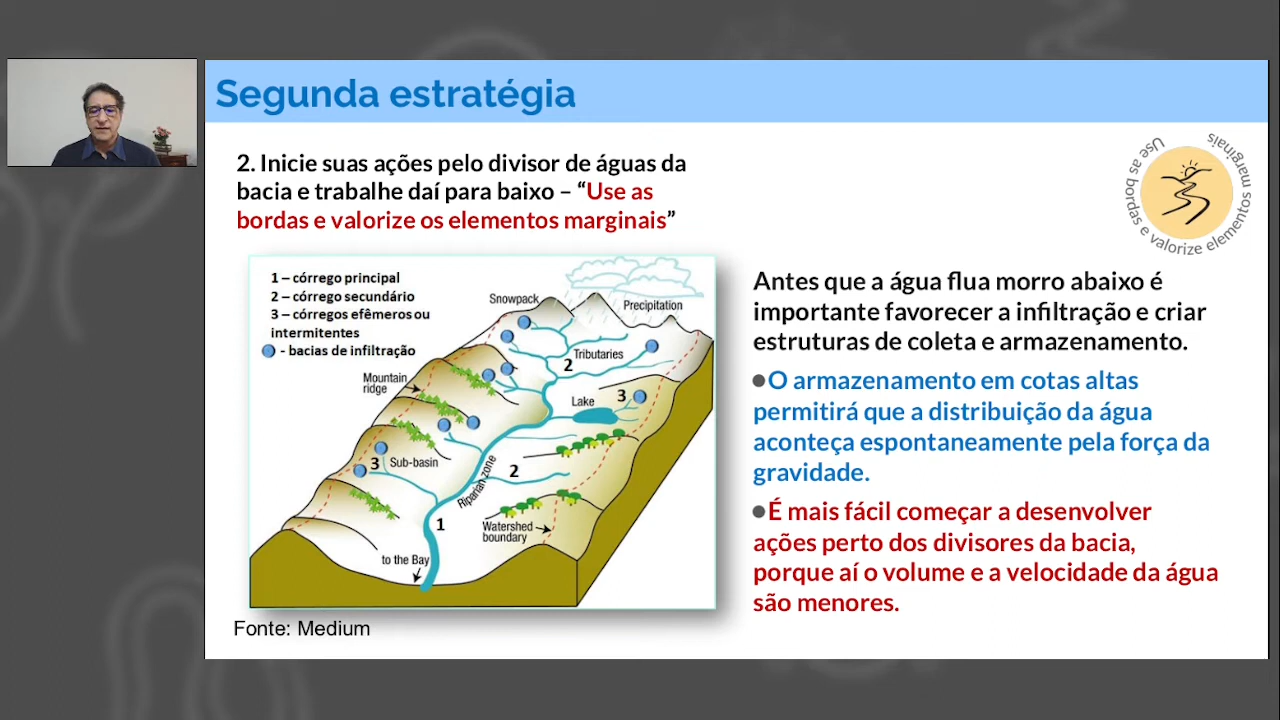 Segunda estratégia
2. Inicie suas ações pelo divisor de águas da
bacia e trabalhe daí para baixo – “Use as
bordas e valorize os elementos marginais”
Use as bordas e valorize elementos marginais
1 – córrego principal
2 – córrego secundário
3 – córregos efêmeros ou
intermitentes
- bacias de infiltração
Snowpack
Precipitation
Tributaries
2
Mountain
ridge
Lake
3
3
Sub-basin
Riparian zone
2
1
Watershed
boundary
to the Bay
Fonte: Medium
Antes que a água flua morro abaixo é
importante favorecer a infiltração e criar
estruturas de coleta e armazenamento.
●O armazenamento em cotas altas
permitirá que a distribuição da água
aconteça espontaneamente pela força da
gravidade.
●É mais fácil começar a desenvolver
ações perto dos divisores da bacia,
porque aí o volume e a velocidade da água
são menores.